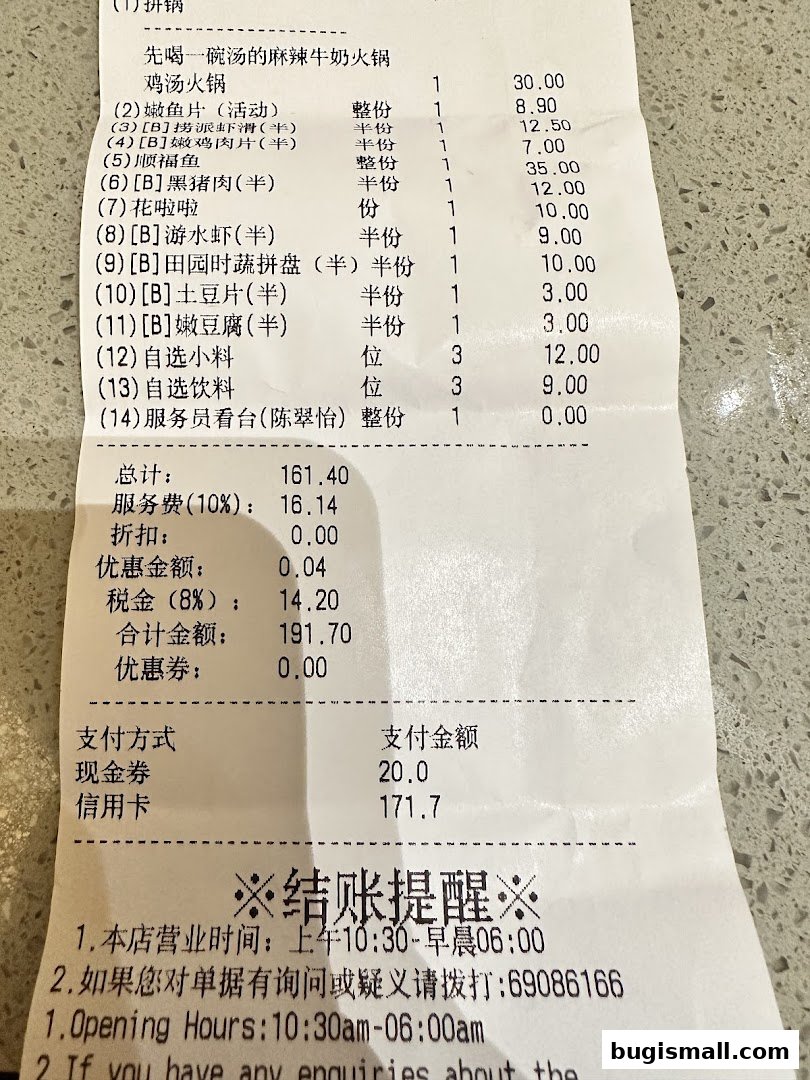 (1)拼锅
先喝一碗汤的麻辣牛奶火锅
鸡汤火锅 1 30.00
(2)嫩鱼片（活动） 整份 1 8.90
(3)[B]捞派虾滑(半) 半份 1 12.50
(4)[B]嫩鸡肉片(半) 半份 1 7.00
(5)顺福鱼 整份 1 35.00
(6)[B]黑猪肉(半) 半份 1 12.00
(7)花啦啦 份 1 10.00
(8)[B]游水虾(半) 半份 1 9.00
(9)[B]田园时蔬拼盘（半）半份 1 10.00
(10)[B]土豆片(半) 半份 1 3.00
(11)[B]嫩豆腐(半) 半份 1 3.00
(12)自选小料 位 3 12.00
(13)自选饮料 位 3 9.00
(14)服务员看台(陈翠怡) 整份 1 0.00
总计： 161.40
服务费(10%)： 16.14
折扣： 0.00
优惠金额： 0.04
税金（8%）： 14.20
合计金额： 191.70
优惠券： 0.00
支付方式 支付金额
现金券 20.0
信用卡 171.7
※结账提醒※
1.本店营业时间：上午10:30-早晨06:00
2.如果您对单据有询问或疑义请拨打:69086166
1.Opening Hours:10:30am-06:00am
2.If you have any enquiries about the
bugismall.com